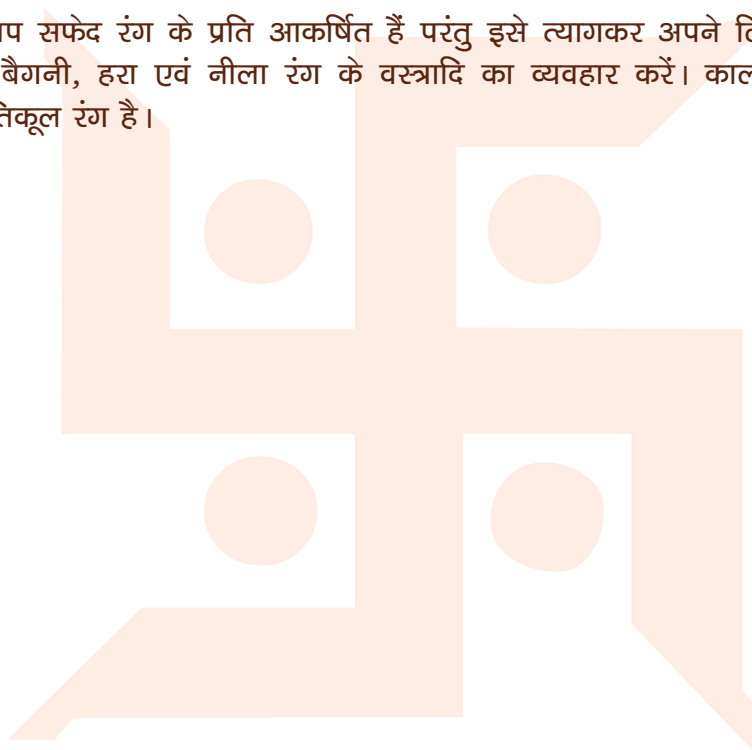 प सफेद रंग के प्रति आकर्षित हैं परंतु इसे त्यागकर अपने लि
बैगनी, हरा एवं नीला रंग के वस्त्रादि का व्यवहार करें। काल
तिकूल रंग है।